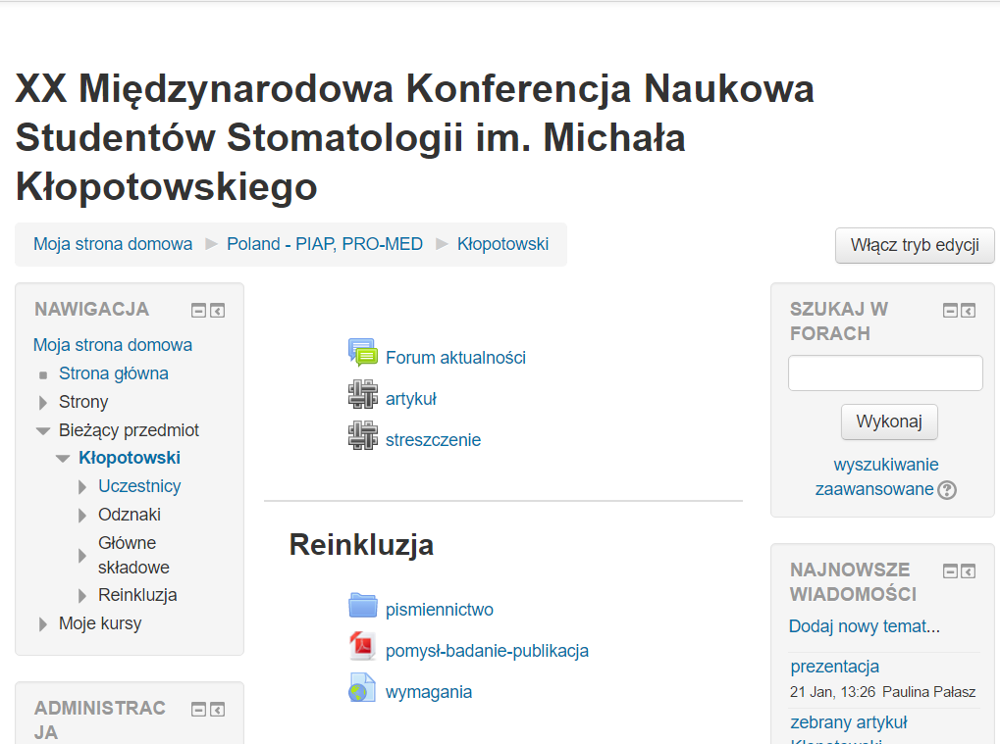 XX Międzynarodowa Konferencja Naukowa
Studentów Stomatologii im. Michała
Kłopotowskiego
Moja strona domowa Poland - PIAP, PRO-MED Kłopotowski
Włącz tryb edycji
NAWIGACJA
Moja strona domowa
Strona główna
Strony
Bieżący przedmiot
Kłopotowski
Uczestnicy
Odznaki
Główne
składowe
Reinkluzja
Moje kursy
ADMINISTRAC
JA
Forum aktualności
artykuł
streszczenie
Reinkluzja
pismiennictwo
pomysł-badanie-publikacja
wymagania
SZUKAJ W
FORACH
Wykonaj
wyszukiwanie
zaawansowane ?
NAJNOWSZE
WIADOMOŚCI
Dodaj nowy temat...
prezentacja
21 Jan, 13:26 Paulina Pałasz
zebrany artykuł
Kłopotowski